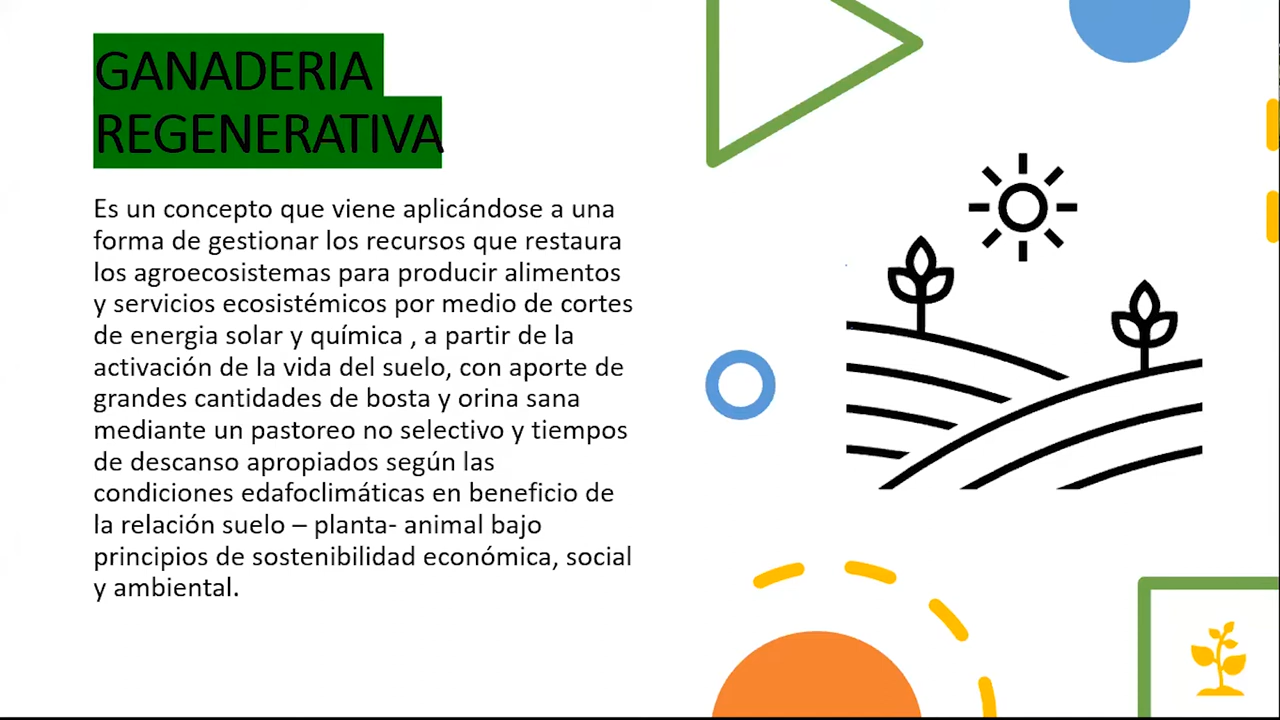 GANADERIA
REGENERATIVA
Es un concepto que viene aplicándose a una
forma de gestionar los recursos que restaura
los agroecosistemas para producir alimentos
y servicios ecosistémicos por medio de cortes
de energia solar y química , a partir de la
activación de la vida del suelo, con aporte de
grandes cantidades de bosta y orina sana
mediante un pastoreo no selectivo y tiempos
de descanso apropiados según las
condiciones edafoclimáticas en beneficio de
la relación suelo – planta- animal bajo
principios de sostenibilidad económica, social
y ambiental.